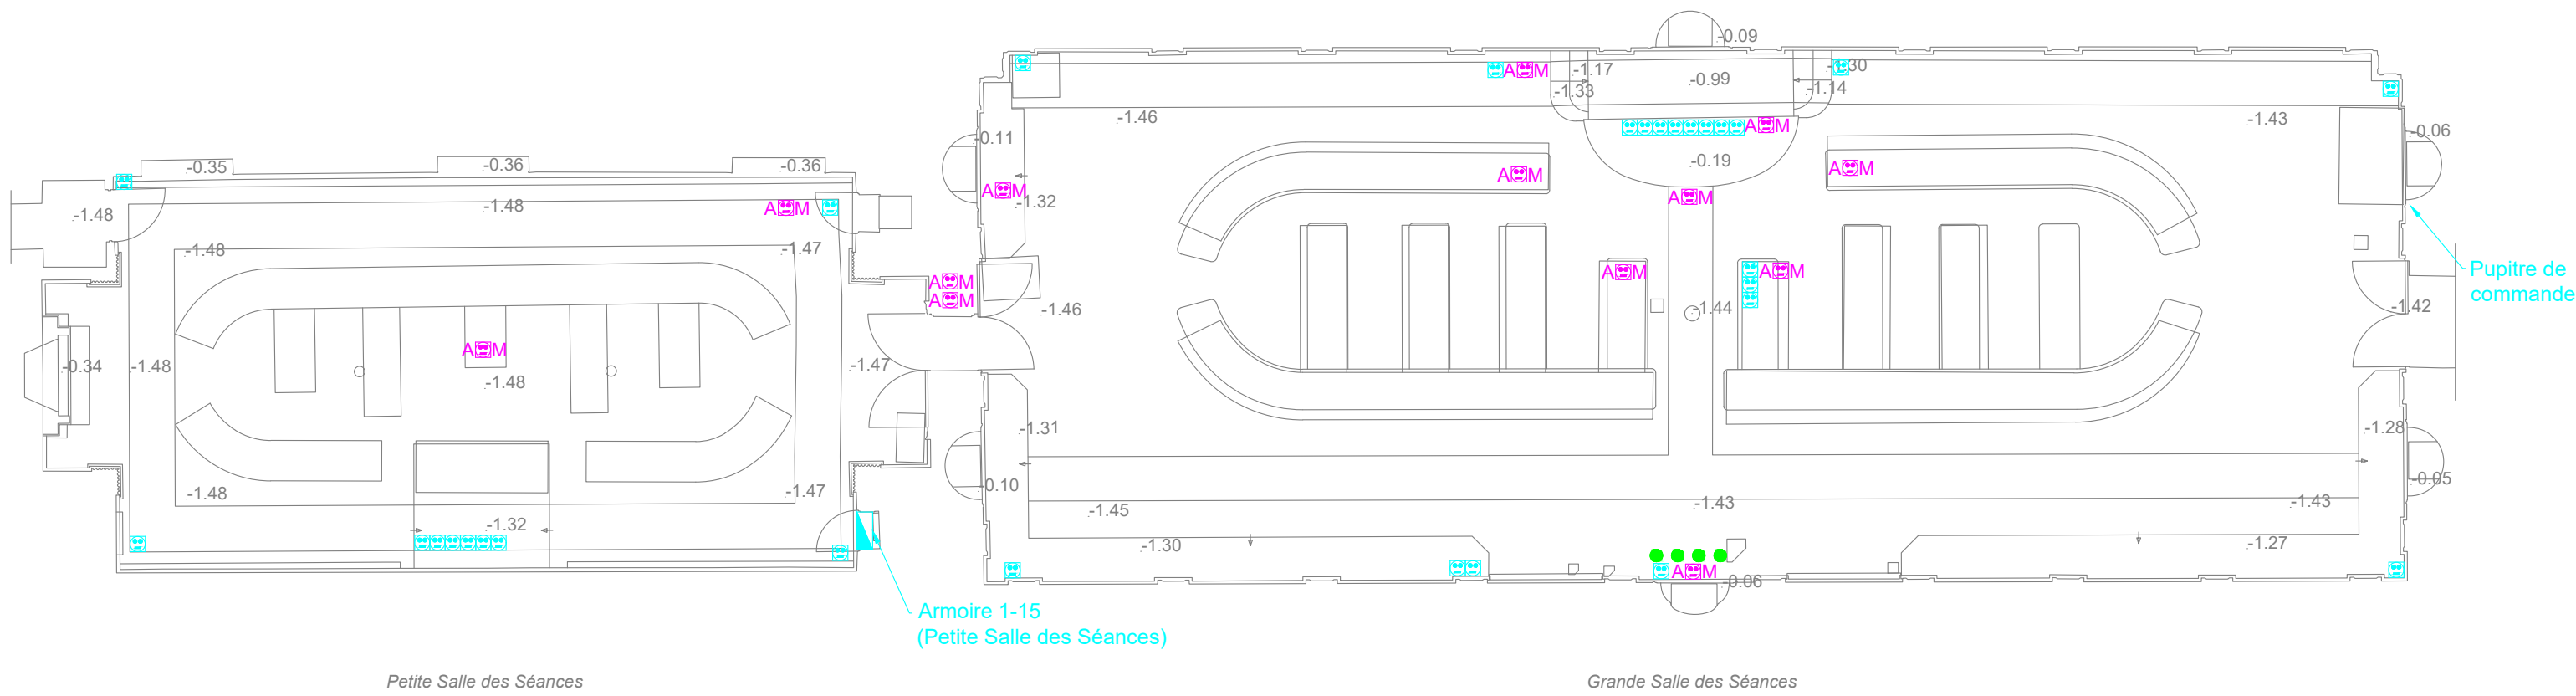 -0.09
-1.17
-1.30
-0.99
A M
-1.33
-1.14
-1.46
-1.43
A M
-0.11
-0.06
-0.35
-0.36
-0.36
-0.19
A M
A M
A M
-1.32
A M
-1.48
-1.48
A M
-1.48
-1.47
Pupitre de
commande
A M
A M
A M
A M
-1.46
-1.44
-1.42
A M
-0.34
-1.48
-1.48
-1.47
-1.31
-1.28
-0.10
-0.05
-1.48
-1.47
-1.45
-1.43
-1.43
-1.32
-1.30
-1.27
A M
-0.06
Armoire 1-15
(Petite Salle des Séances)
Petite Salle des Séances
Grande Salle des Séances